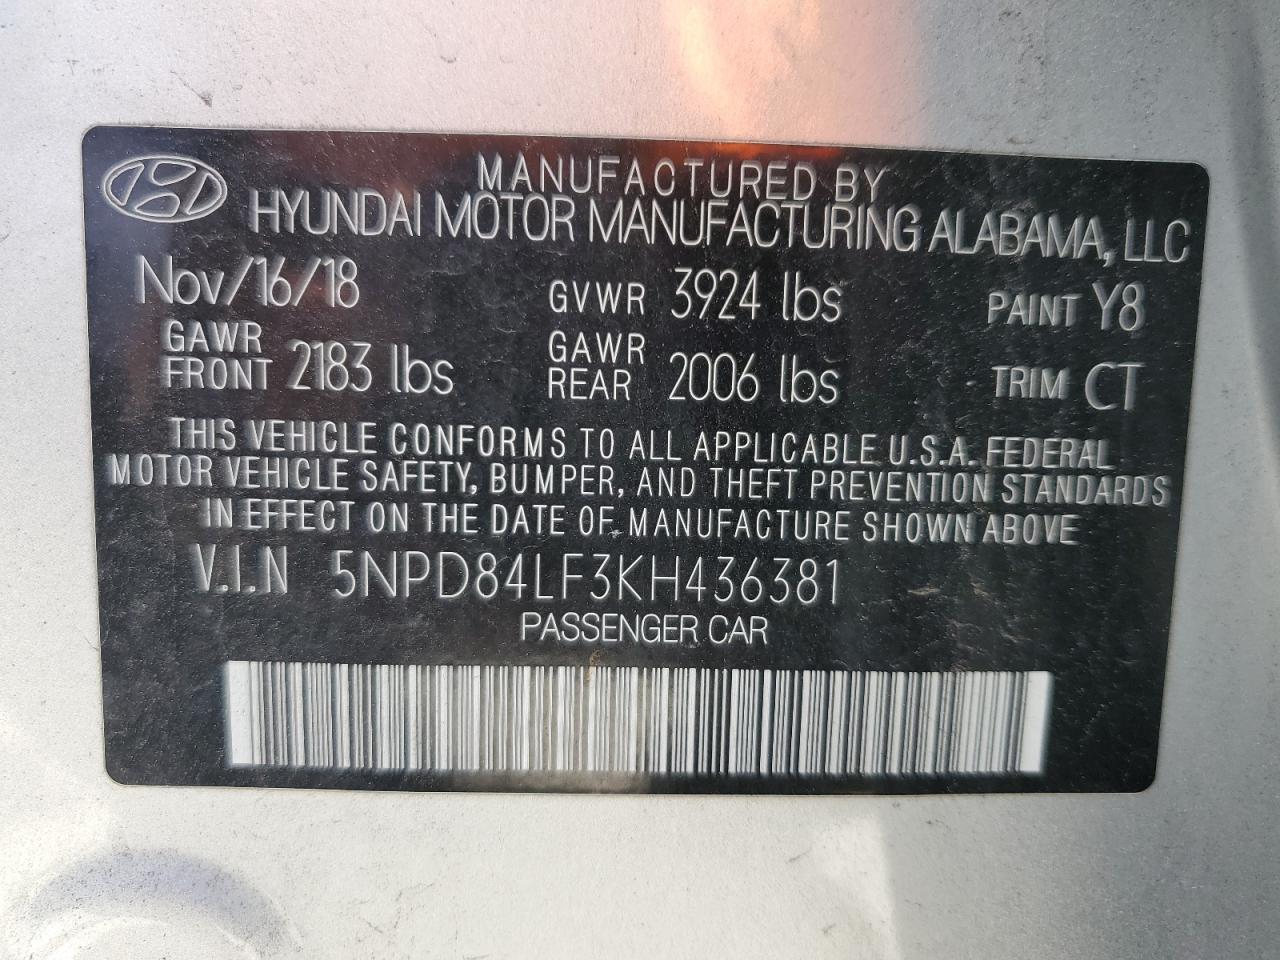 MANUFACTURED BY
HYUNDAI MOTOR MANUFACTURING ALABAMA, LLC
Nov/16/18 GVWR 3924 lbs PAINT Y8
GAWR FRONT 2183 lbs GAWR REAR 2006 lbs TRIM CT
THIS VEHICLE CONFORMS TO ALL APPLICABLE U.S.A. FEDERAL
MOTOR VEHICLE SAFETY, BUMPER, AND THEFT PREVENTION STANDARDS
IN EFFECT ON THE DATE OF MANUFACTURE SHOWN ABOVE
V.I.N 5NPD84LF3KH436381
PASSENGER CAR